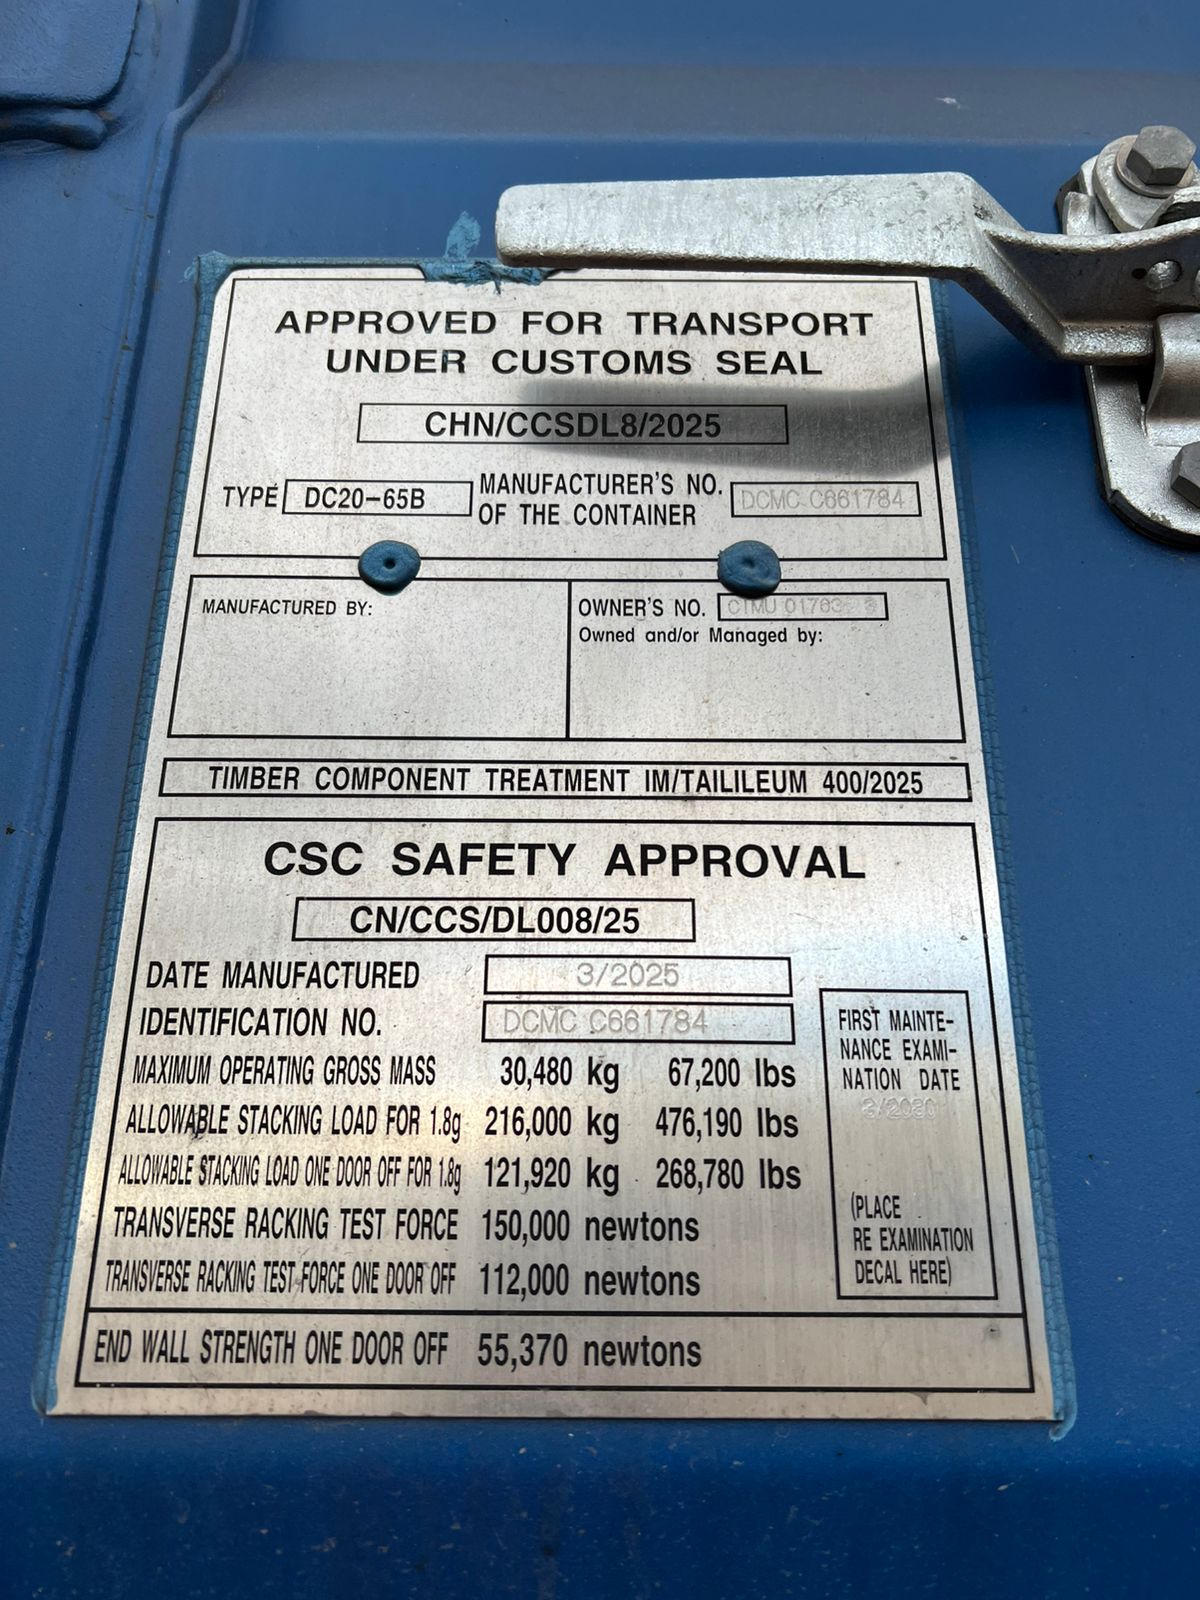 APPROVED FOR TRANSPORT
UNDER CUSTOMS SEAL
CHN/CCSDL8/2025
TYPE DC20-65B MANUFACTURER'S NO. OF THE CONTAINER DCMC C661784
MANUFACTURED BY:
OWNER'S NO.
Owned and/or Managed by:
TIMBER COMPONENT TREATMENT IM/TAILILEUM 400/2025
CSC SAFETY APPROVAL
CN/CCS/DL008/25
DATE MANUFACTURED 3/2025
IDENTIFICATION NO. DCMC C661784
MAXIMUM OPERATING GROSS MASS 30,480 kg 67,200 lbs
ALLOWABLE STACKING LOAD FOR 1.8g 216,000 kg 476,190 lbs
ALLOWABLE STACKING LOAD ONE DOOR OFF FOR 1.8g 121,920 kg 268,780 lbs
TRANSVERSE RACKING TEST FORCE 150,000 newtons
TRANSVERSE RACKING TEST FORCE ONE DOOR OFF 112,000 newtons
END WALL STRENGTH ONE DOOR OFF 55,370 newtons
FIRST MAINTE-
NANCE EXAMI-
NATION DATE
3/2030
(PLACE
RE EXAMINATION
DECAL HERE)